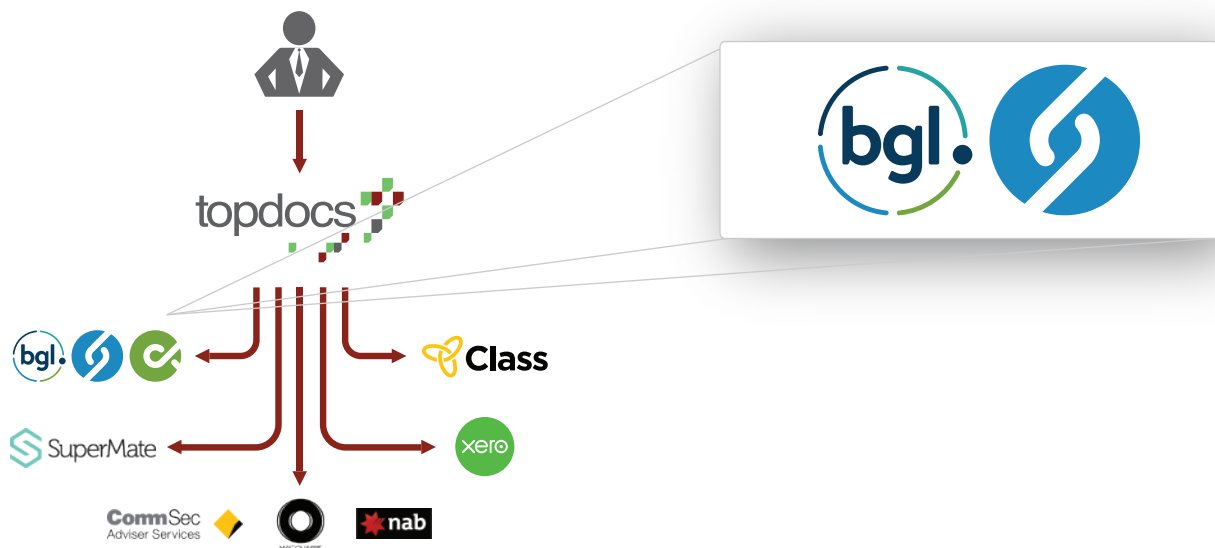 bgl.
topdocs
bgl.
Class
SuperMate
xero
CommSec
Adviser Services
nab